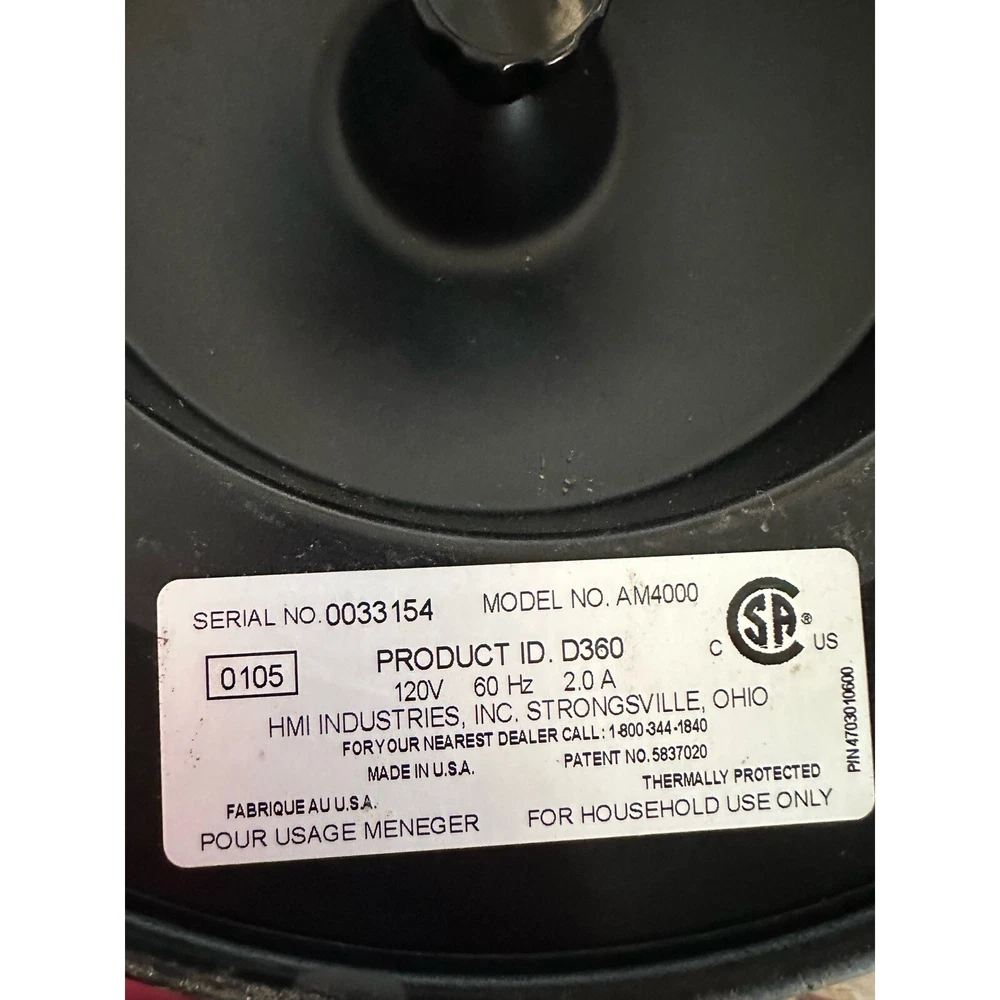 SERIAL NO. 0033154 MODEL NO. AM4000
0105 PRODUCT ID. D360
C SA ® US
120V 60 Hz 2.0 A
HMI INDUSTRIES, INC. STRONGSVILLE, OHIO
FOR YOUR NEAREST DEALER CALL: 1-800-344-1840
MADE IN U.S.A. PATENT NO. 5837020
THERMALLY PROTECTED
FABRIQUE AU U.S.A.
POUR USAGE MENEGER FOR HOUSEHOLD USE ONLY
P/N 4703010600